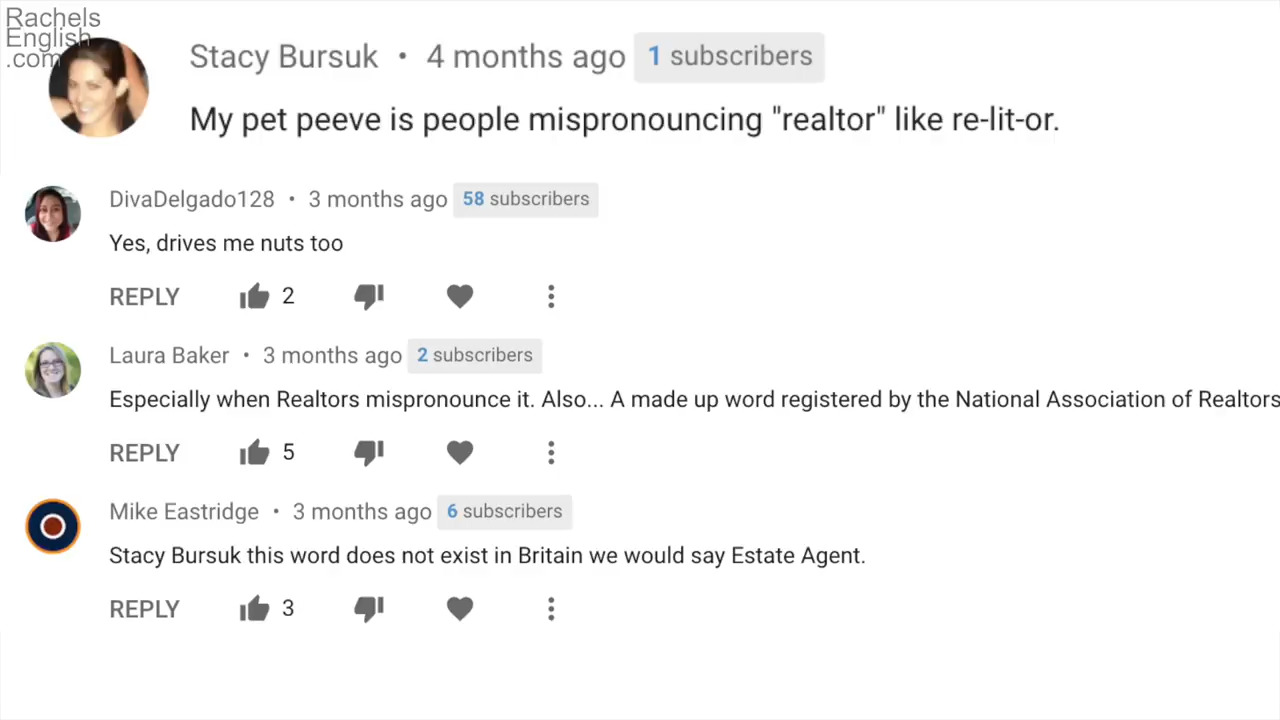 Rachels
English
.com
Stacy Bursuk • 4 months ago 1 subscribers
My pet peeve is people mispronouncing "realtor" like re-lit-or.
DivaDelgado128 • 3 months ago 58 subscribers
Yes, drives me nuts too
REPLY 2
Laura Baker • 3 months ago 2 subscribers
Especially when Realtors mispronounce it. Also... A made up word registered by the National Association of Realtors
REPLY 5
Mike Eastridge • 3 months ago 6 subscribers
Stacy Bursuk this word does not exist in Britain we would say Estate Agent.
REPLY 3